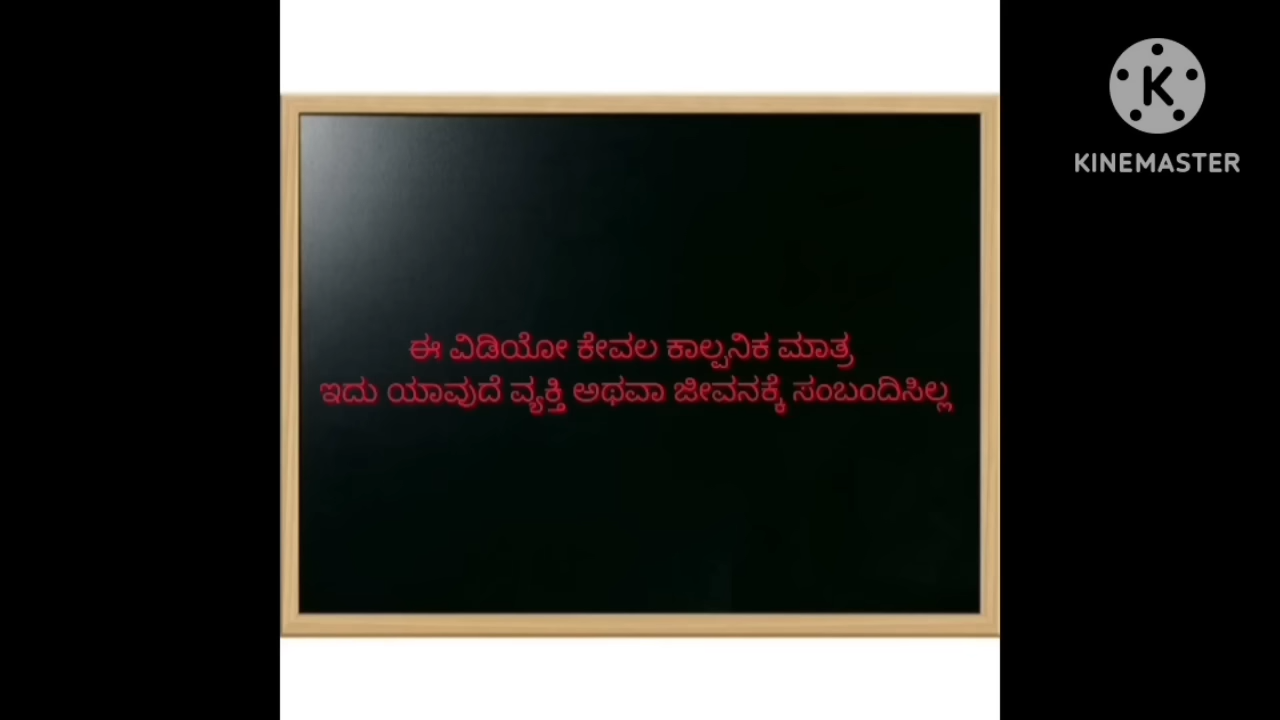 KINEMASTER
ಈ ವಿಡಿಯೋ ಕೇವಲ ಕಾಲ್ಪನಿಕ ಮಾತ್ರ
ಇದು ಯಾವುದೆ ವ್ಯಕ್ತಿ ಅಥವಾ ಜೀವನಕ್ಕೆ ಸಂಬಂದಿಸಿಲ್ಲ